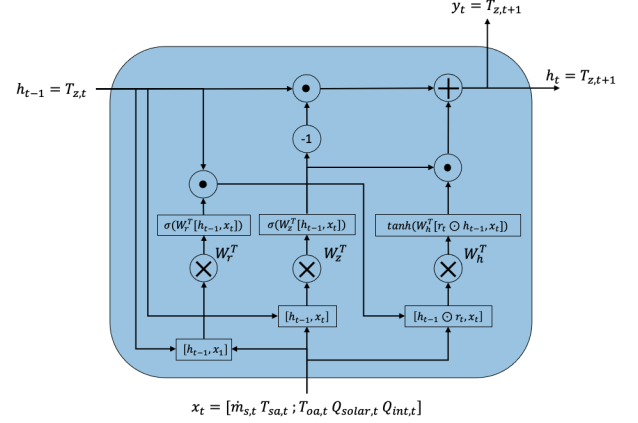 y_t = T_{z,t+1}
h_{t-1} = T_{z,t}
h_t = T_{z,t+1}
-1
σ(W_r^T[h_{t-1}, x_t])
σ(W_z^T[h_{t-1}, x_t])
tanh(W_h^T[r_t ⊙ h_{t-1}, x_t])
W_r^T
W_z^T
W_h^T
[h_{t-1}, x_t]
[h_{t-1} ⊙ r_t, x_t]
[h_{t-1}, x_1]
x_t = [ṁ_{s,t} T_{sa,t} ; T_{oa,t} Q_{solar,t} Q_{int,t}]